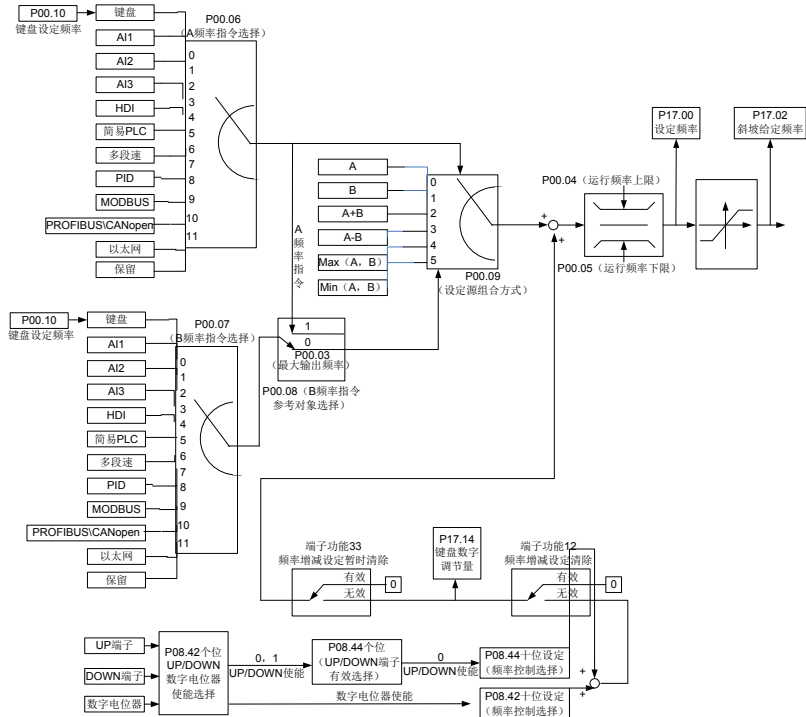 P00.10
键盘设定频率
键盘
AI1
AI2
AI3
HDI
简易PLC
多段速
PID
MODBUS
PROFIBUS\CANopen
以太网
保留
P00.06
(A频率指令选择)
0
1
2
3
4
5
6
7
8
9
10
11
A
频
率
指
令
A
B
A+B
A-B
Max(A,B)
Min(A,B)
0
1
2
3
4
5
P00.09
(设定源组合方式)
+
+
P00.04(运行频率上限)
P00.05(运行频率下限)
P17.00
设定频率
P17.02
斜坡给定频率
P00.10
键盘设定频率
键盘
AI1
AI2
AI3
HDI
简易PLC
多段速
PID
MODBUS
PROFIBUS\CANopen
以太网
保留
P00.07
(B频率指令选择)
0
1
2
3
4
5
6
7
8
9
10
11
1
0
P00.03
(最大输出频率)
P00.08(B频率指令
参考对象选择)
端子功能33
频率增减设定暂时清除
有效
无效
0
P17.14
键盘数字
调节量
端子功能12
频率增减设定清除
有效
无效
0
UP端子
DOWN端子
数字电位器
P08.42个位
UP/DOWN
数字电位器
使能选择
0,1
UP/DOWN使能
P08.44个位
(UP/DOWN端子
有效选择)
0
UP/DOWN使能
P08.44十位设定
(频率控制选择)
数字电位器使能
P08.42十位设定
(频率控制选择)
+
+